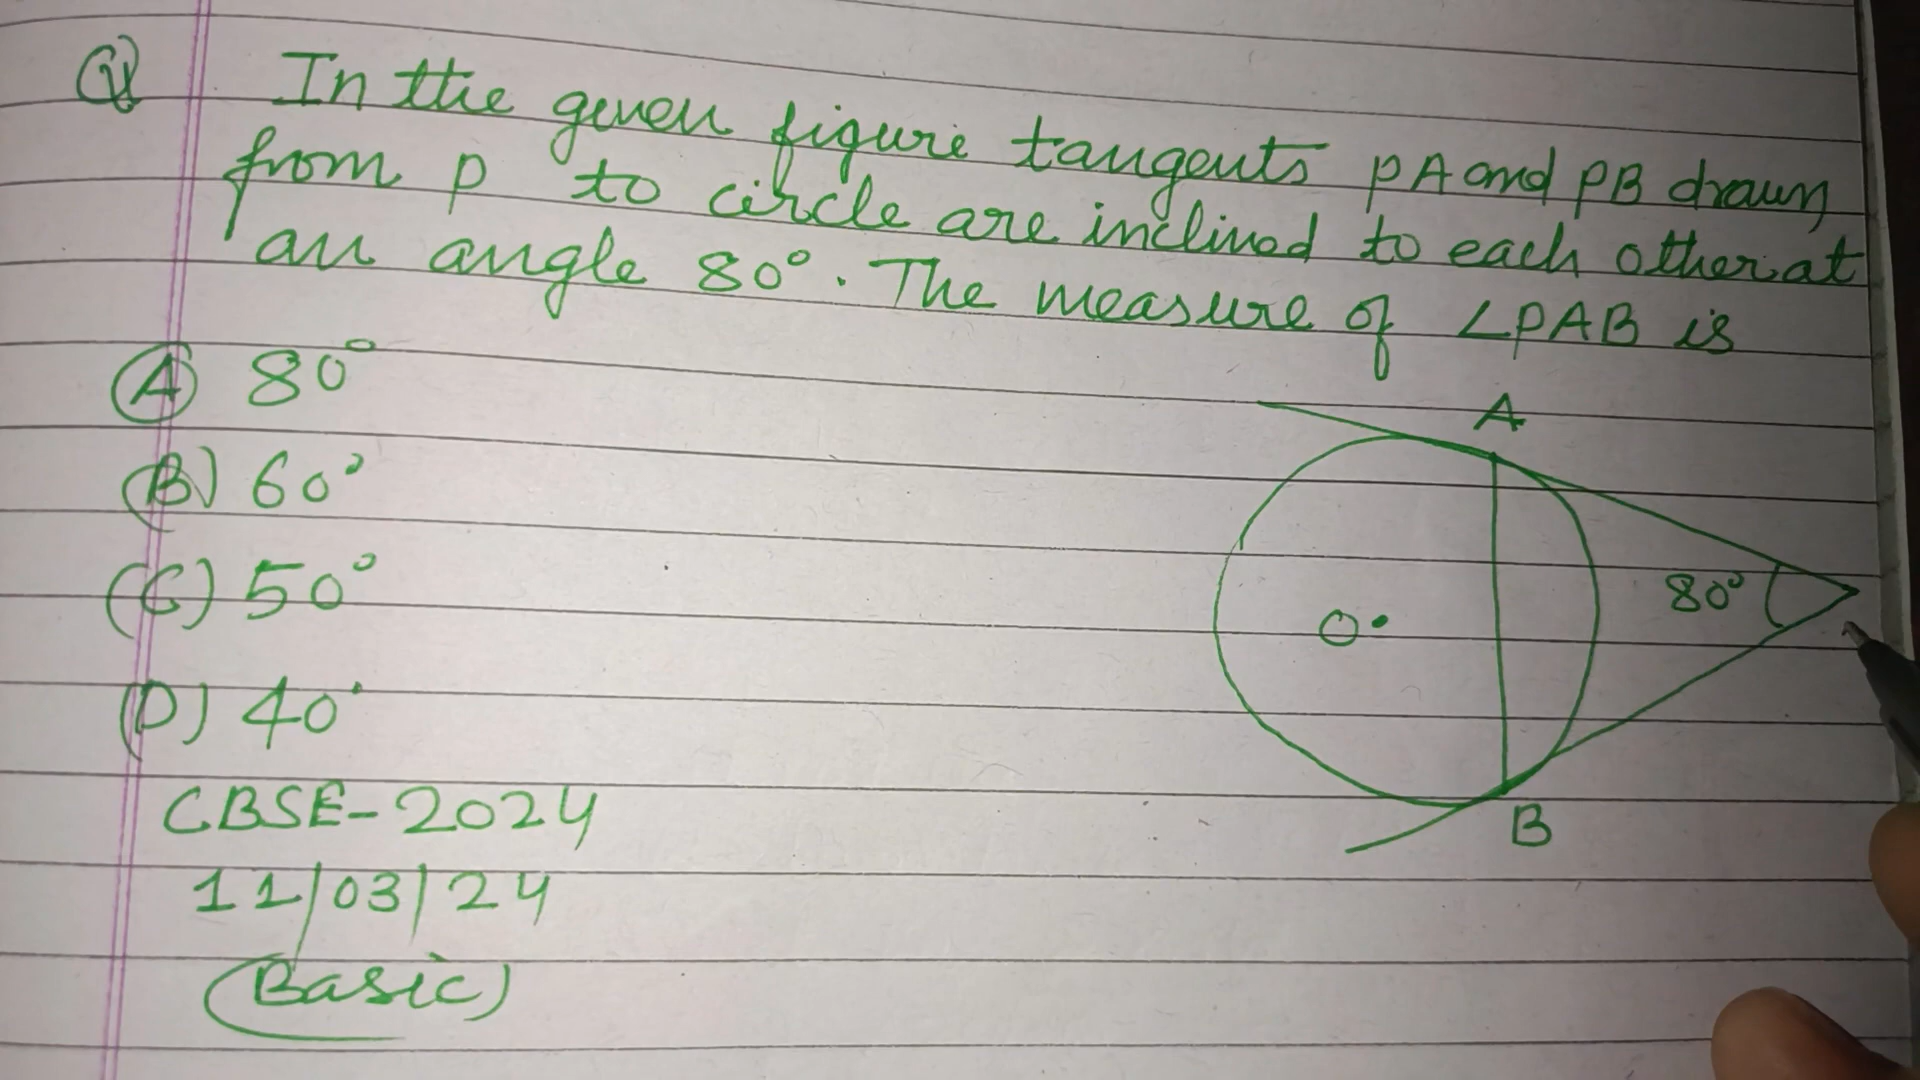 Q) In the given figure tangents PA and PB drawn
from P to circle are inclined to each other at
an angle 80°. The measure of ∠PAB is
(A) 80°
(B) 60°
(C) 50°
(D) 40°
A
80°
O
B
CBSE-2024
11/03/24
(Basic)